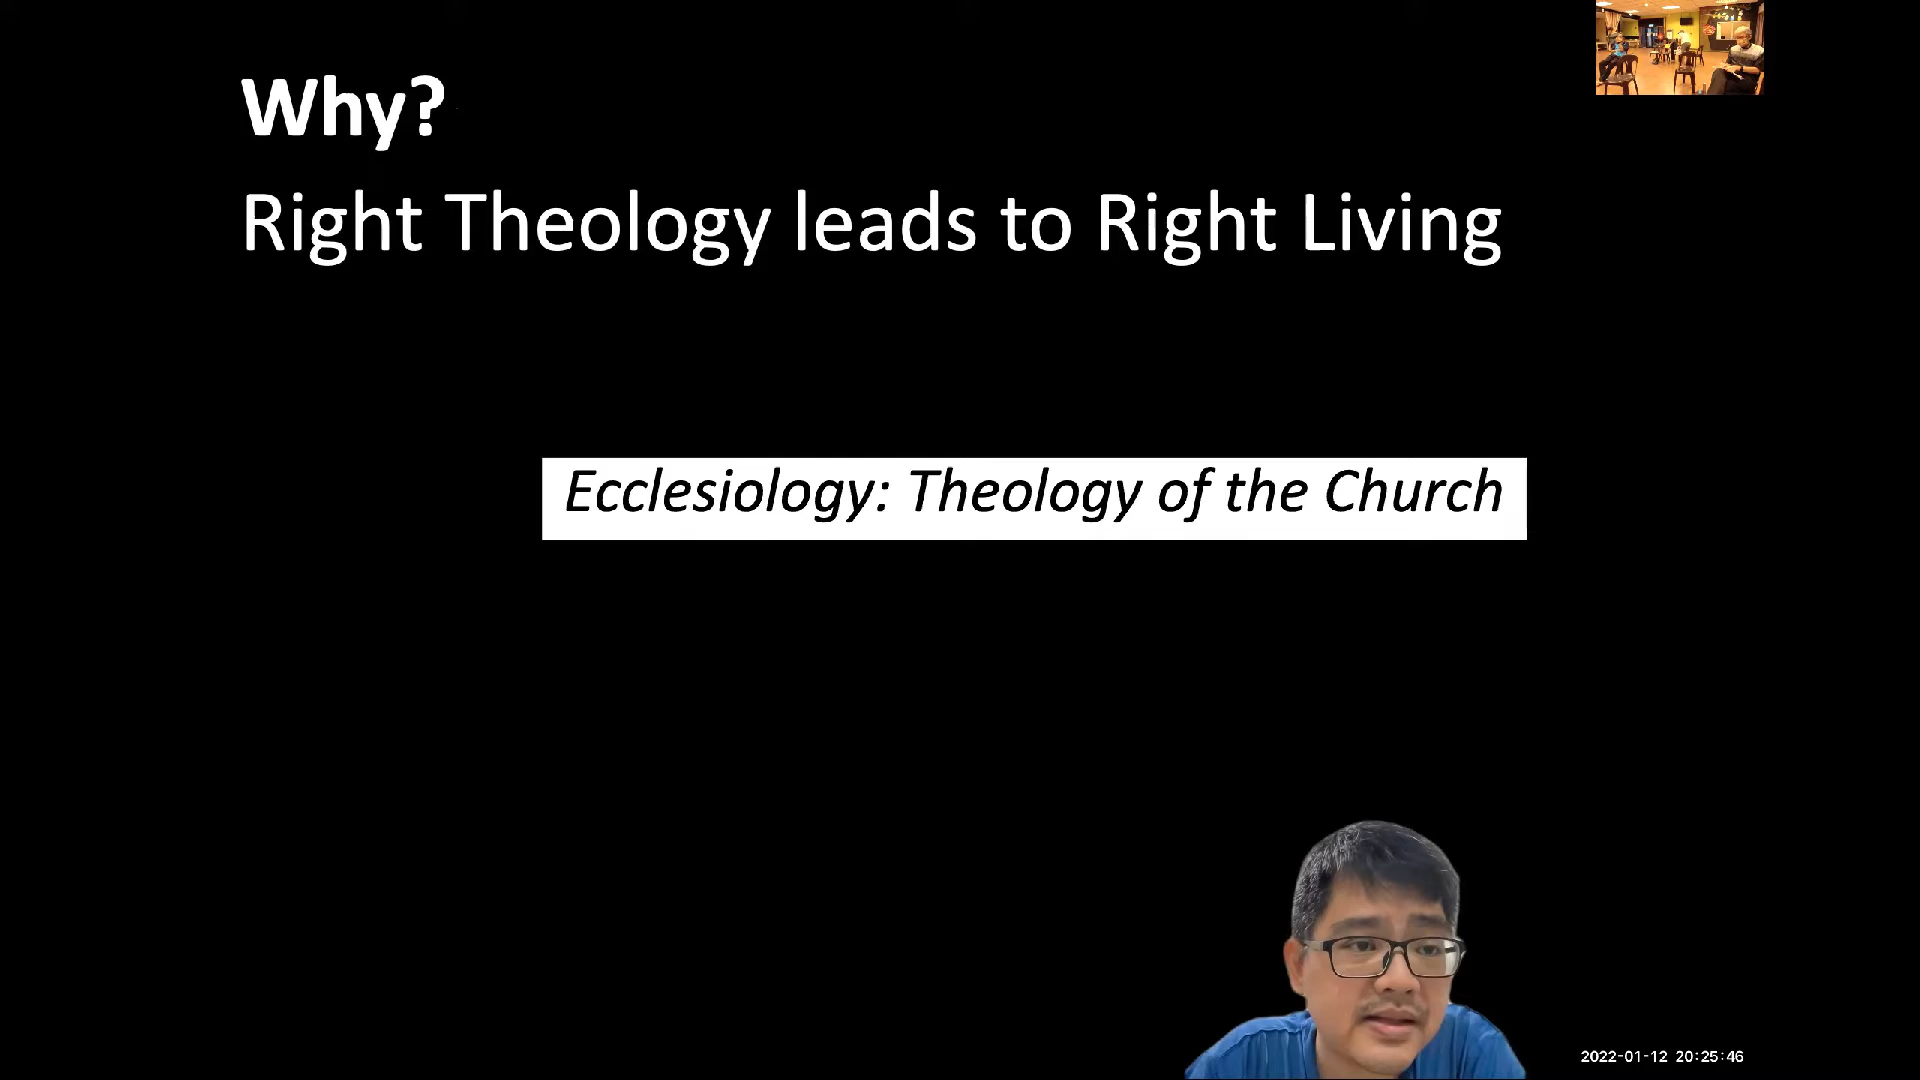 Why?
Right Theology leads to Right Living
Ecclesiology: Theology of the Church
2022-01-12 20:25:46